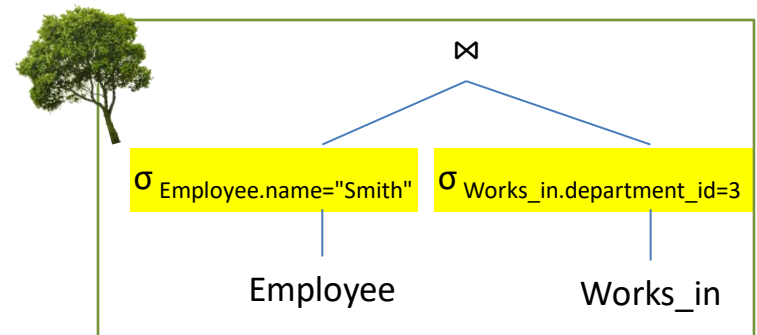 ⋈
σ Employee.name="Smith"
σ Works_in.department_id=3
Employee
Works_in